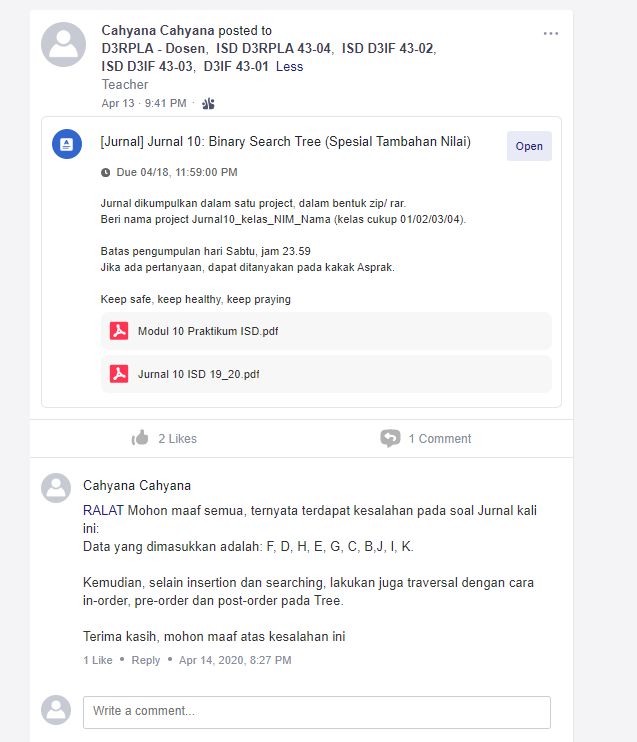 Cahyana Cahyana posted to
D3RPLA - Dosen, ISD D3RPLA 43-04, ISD D3IF 43-02,
ISD D3IF 43-03, D3IF 43-01 Less
Teacher
Apr 13 · 9:41 PM ·
[Jurnal] Jurnal 10: Binary Search Tree (Spesial Tambahan Nilai)
Open
Due 04/18, 11:59:00 PM
Jurnal dikumpulkan dalam satu project, dalam bentuk zip/ rar.
Beri nama project Jurnal10_kelas_NIM_Nama (kelas cukup 01/02/03/04).
Batas pengumpulan hari Sabtu, jam 23.59
Jika ada pertanyaan, dapat ditanyakan pada kakak Asprak.
Keep safe, keep healthy, keep praying
Modul 10 Praktikum ISD.pdf
Jurnal 10 ISD 19_20.pdf
2 Likes
1 Comment
Cahyana Cahyana
RALAT Mohon maaf semua, ternyata terdapat kesalahan pada soal Jurnal kali
ini:
Data yang dimasukkan adalah: F, D, H, E, G, C, B,J, I, K.
Kemudian, selain insertion dan searching, lakukan juga traversal dengan cara
in-order, pre-order dan post-order pada Tree.
Terima kasih, mohon maaf atas kesalahan ini
1 Like • Reply • Apr 14, 2020, 8:27 PM
Write a comment...